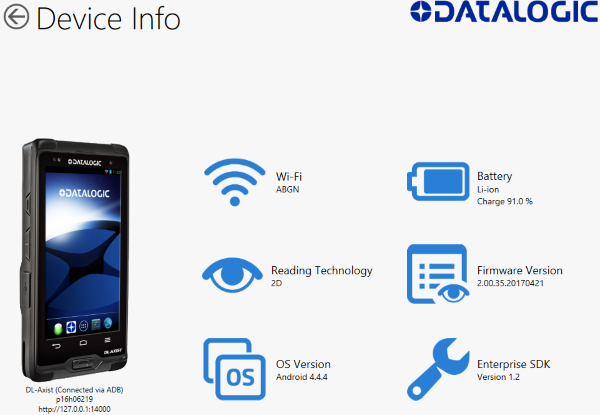 Device Info
DATALOGIC
DATALOGIC
DATALOGIC
DL-AXIST
DL-Axist (Connected via ADB)
p16h06219
http://127.0.0.1:14000
Wi-Fi
ABGN
Battery
Li-ion
Charge 91.0 %
Reading Technology
2D
Firmware Version
2.00.35.20170421
OS
OS Version
Android 4.4.4
Enterprise SDK
Version 1.2